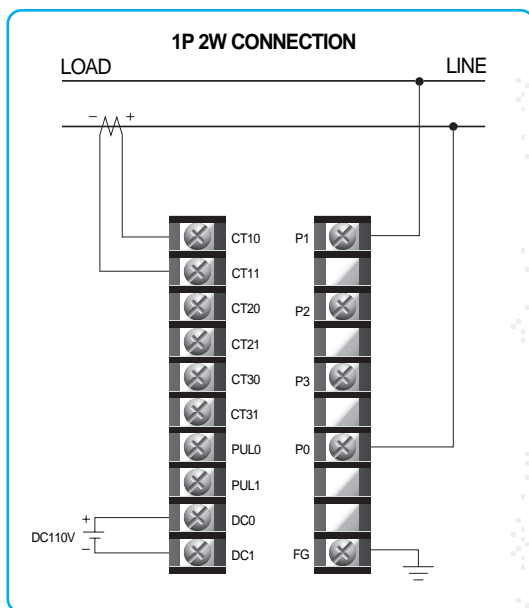 1P 2W CONNECTION
LOAD LINE
− +
CT10 P1
CT11
CT20 P2
CT21
CT30 P3
CT31
PUL0 P0
PUL1
+ DC0
DC110V
− DC1 FG